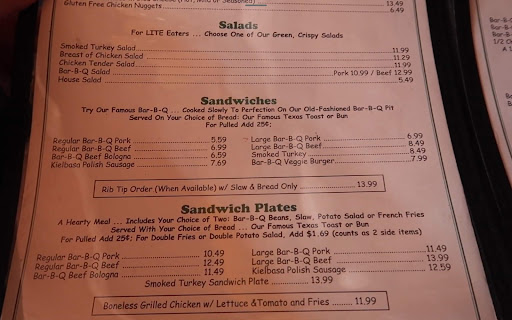 Gluten Free Chicken Nuggets ... 13.49
6.49
Salads
For LITE Eaters ... Choose One of Our Green, Crispy Salads
Smoked Turkey Salad ... 11.99
Breast of Chicken Salad ... 11.29
Chicken Tender Salad ... 11.99
Bar-B-Q Salad ... Pork 10.99 / Beef 12.99
House Salad ... 5.49
Sandwiches
Try Our Famous Bar-B-Q ... Cooked Slowly To Perfection On Our Old-Fashioned Bar-B-Q Pit
Served On Your Choice of Bread: Our Famous Texas Toast or Bun
For Pulled Add 25¢:
Regular Bar-B-Q Pork ... 5.59
Regular Bar-B-Q Beef ... 6.99
Bar-B-Q Beef Bologna ... 6.59
Kielbasa Polish Sausage ... 7.69
Large Bar-B-Q Pork ... 6.99
Large Bar-B-Q Beef ... 8.49
Smoked Turkey ... 8.49
Bar-B-Q Veggie Burger ... 7.99
Rib Tip Order (When Available) w/ Slaw & Bread Only ... 13.99
Sandwich Plates
A Hearty Meal ... Includes Your Choice of Two: Bar-B-Q Beans, Slaw, Potato Salad or French Fries
Served With Your Choice of Bread ... Our Famous Texas Toast or Bun
For Pulled Add 25¢; For Double Fries or Double Potato Salad, Add $1.69 (counts as 2 side items)
Regular Bar-B-Q Pork ... 10.49
Regular Bar-B-Q Beef ... 12.49
Bar-B-Q Beef Bologna ... 11.49
Large Bar-B-Q Pork ... 11.49
Large Bar-B-Q Beef ... 13.99
Kielbasa Polish Sausage ... 12.59
Smoked Turkey Sandwich Plate ... 13.99
Boneless Grilled Chicken w/ Lettuce &Tomato and Fries ... 11.99